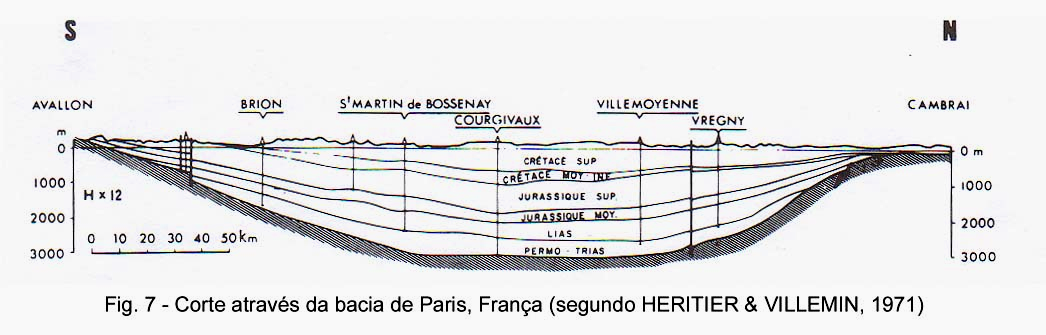 S N
AVALLON BRION St MARTIN de BOSSENAY VILLEMOYENNE CAMBRAI
COURGIVAUX VREGNY
m
0 0 m
CRÉTACÉ SUP
CRÉTACÉ MOY INF
1000 1000
H x 12 JURASSIQUE SUP.
JURASSIQUE MOY.
2000 2000
LIAS
0 10 20 30 40 50 km
PERMO - TRIAS
3000 3000
Fig. 7 - Corte através da bacia de Paris, França (segundo HERITIER & VILLEMIN, 1971)